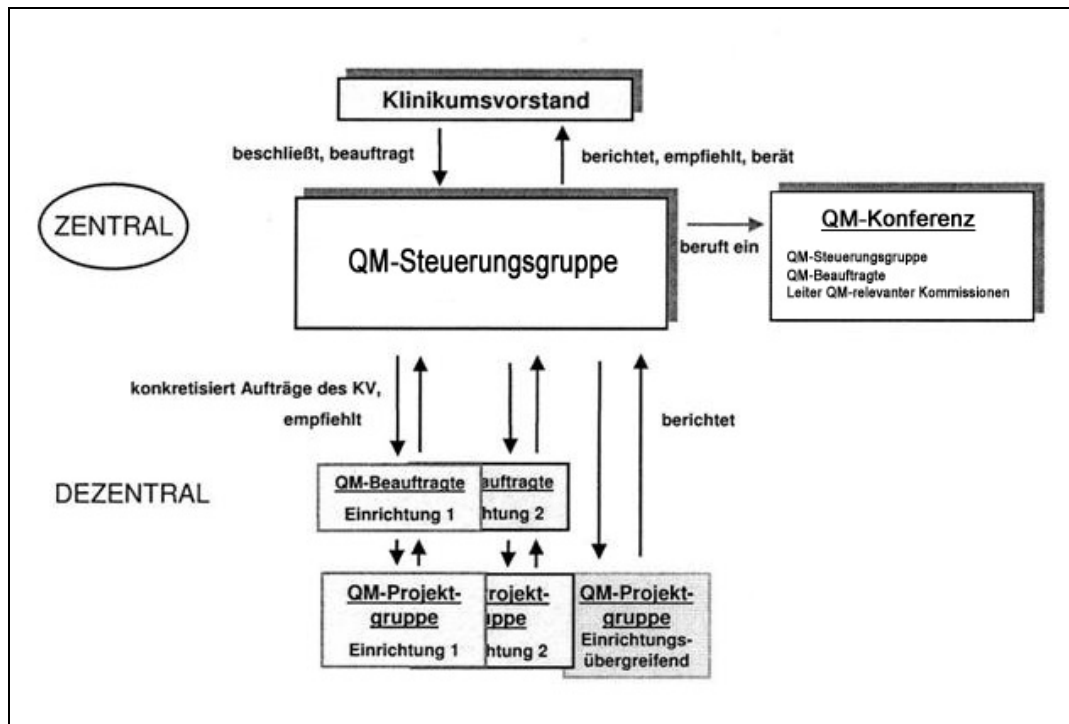 Klinikumsvorstand
beschließt, beauftragt
berichtet, empfiehlt, berät
ZENTRAL
QM-Steuerungsgruppe
beruft ein
QM-Konferenz
QM-Steuerungsgruppe
QM-Beauftragte
Leiter QM-relevanter Kommissionen
konkretisiert Aufträge des KV,
empfiehlt
berichtet
DEZENTRAL
QM-Beauftragte
Einrichtung 1
auftragte
htung 2
QM-Projekt-
gruppe
Einrichtung 1
rojekt-
uppe
htung 2
QM-Projekt-
gruppe
Einrichtungs-
übergreifend